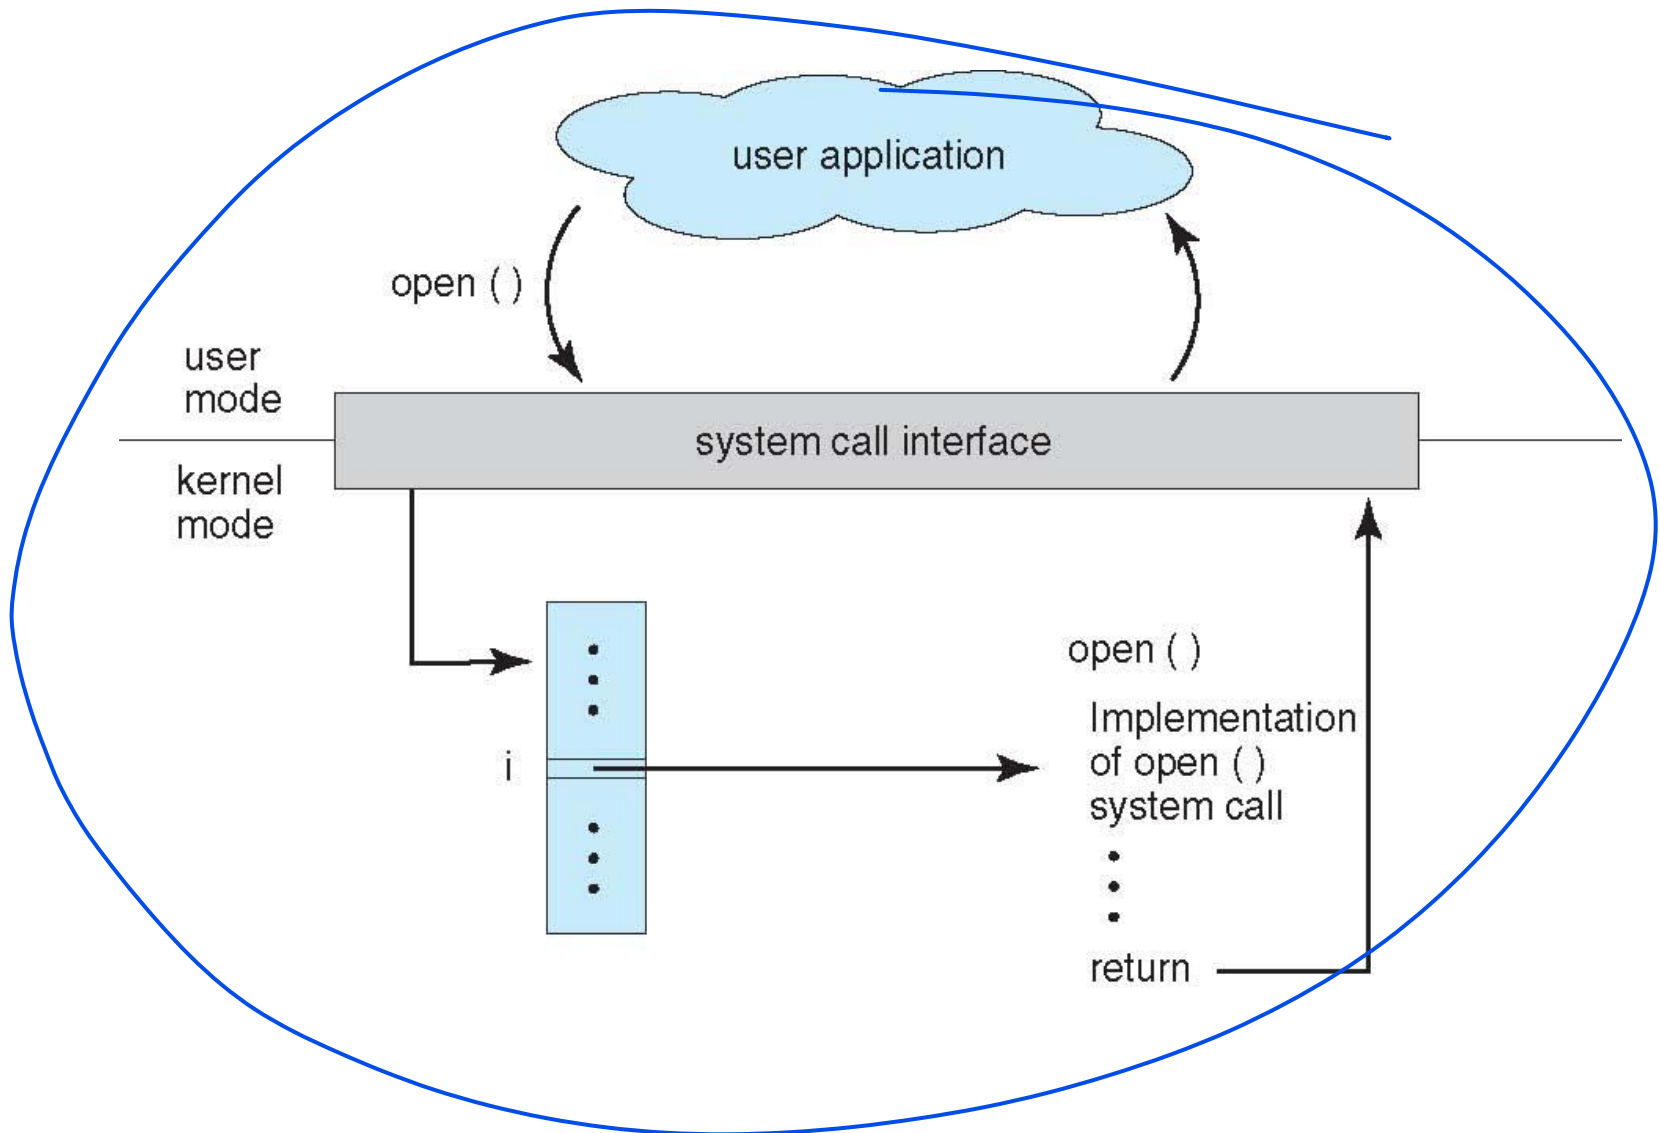 user application
open ( )
user
mode
system call interface
kernel
mode
open ( )
Implementation
of open ( )
system call
i
return